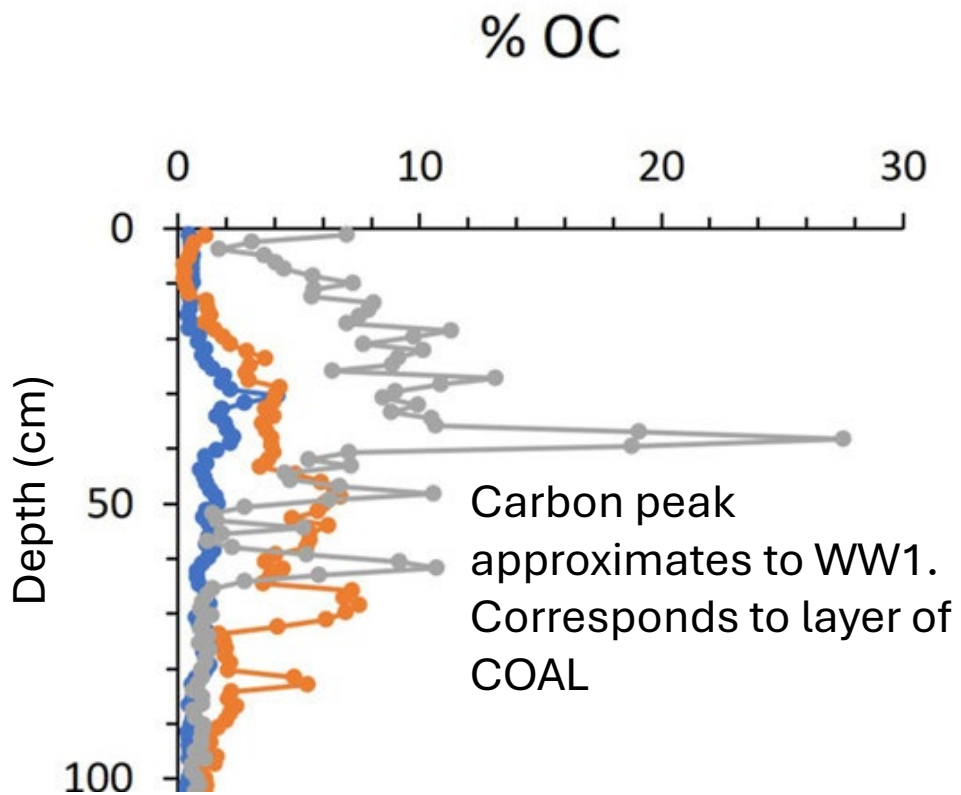 % OC
0 10 20 30
0
50
100
Depth (cm)
Carbon peak
approximates to WW1.
Corresponds to layer of
COAL